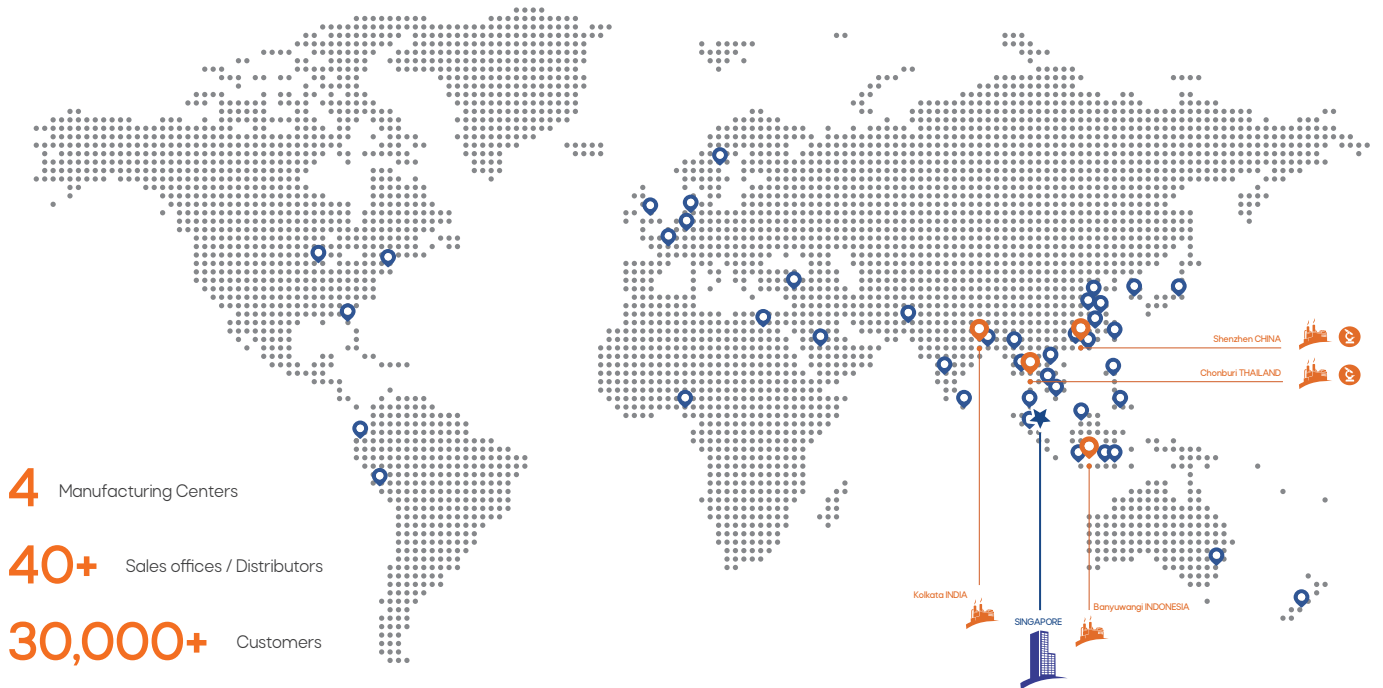 Shenzhen CHINA
Chonburi THAILAND
4 Manufacturing Centers
40+ Sales offices / Distributors
30,000+ Customers
Kolkata INDIA
Banyuwangi INDONESIA
SINGAPORE